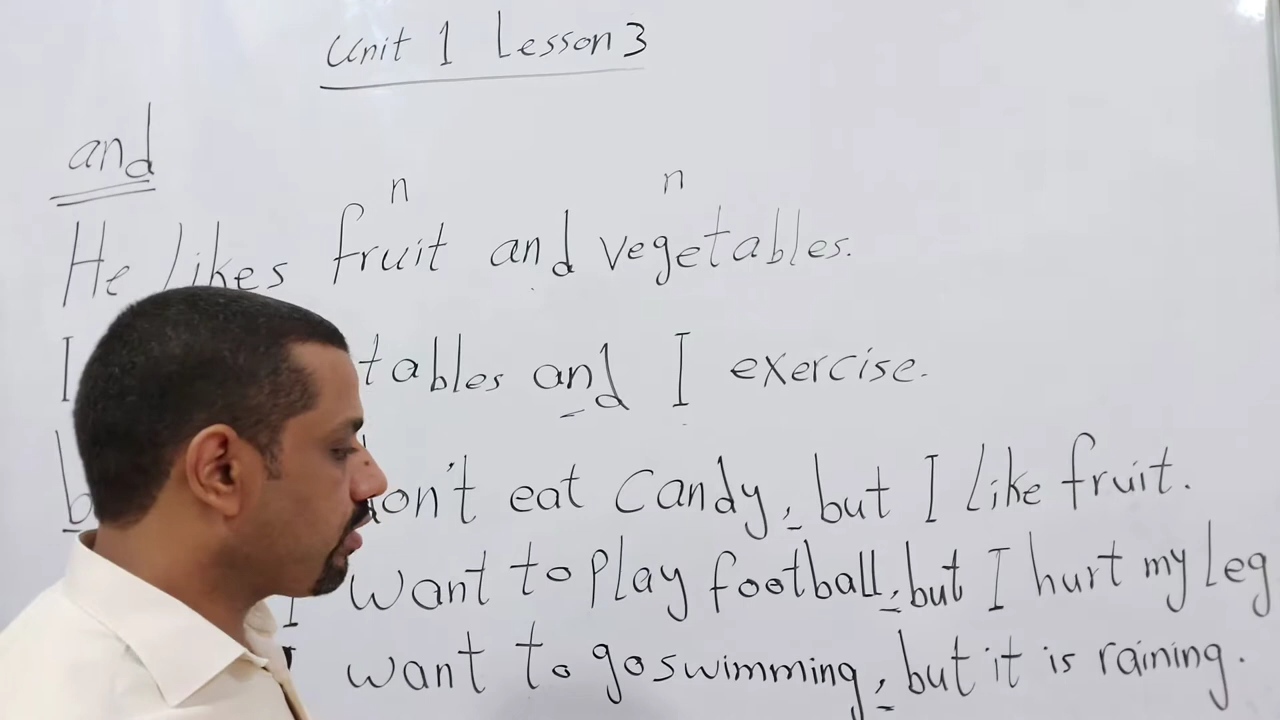 Unit 1 Lesson 3
and
n n
He likes fruit and vegetables.
I tables and I exercise.
b on't eat candy, but I like fruit.
I want to play football, but I hurt my leg
I want to go swimming, but it is raining.